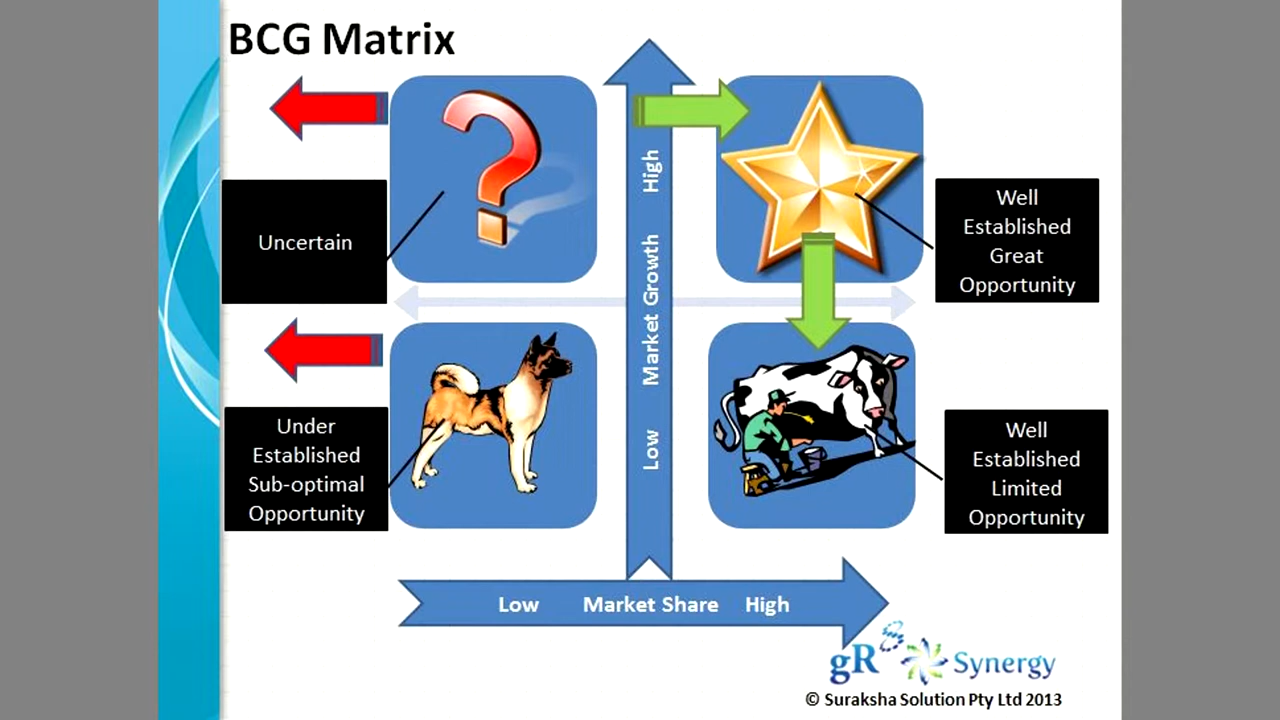 BCG Matrix
Uncertain
Well
Established
Great
Opportunity
Under
Established
Sub-optimal
Opportunity
Well
Established
Limited
Opportunity
Low Market Growth High
Low Market Share High
gR Synergy
© Suraksha Solution Pty Ltd 2013